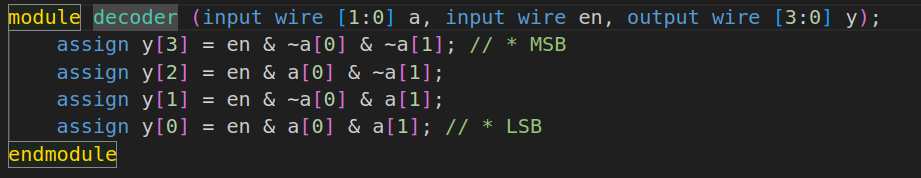 module decoder (input wire [1:0] a, input wire en, output wire [3:0] y);
    assign y[3] = en & ~a[0] & ~a[1]; // * MSB
    assign y[2] = en & a[0] & ~a[1];
    assign y[1] = en & ~a[0] & a[1];
    assign y[0] = en & a[0] & a[1]; // * LSB
endmodule